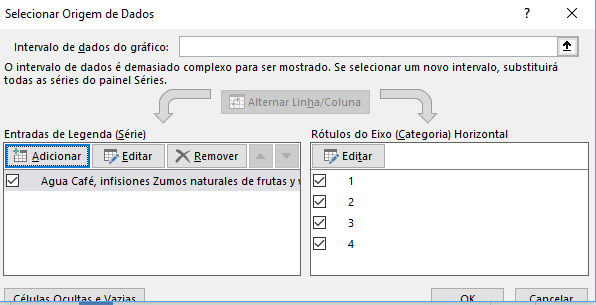 Selecionar Origem de Dados
Intervalo de dados do gráfico:
O intervalo de dados é demasiado complexo para ser mostrado. Se selecionar um novo intervalo, substituirá
todas as séries do painel Séries.
Alternar Linha/Coluna
Entradas de Legenda (Série)
Adicionar
Editar
Remover
Agua Café, infisiones Zumos naturales de frutas y
Rótulos do Eixo (Categoria) Horizontal
Editar
1
2
3
4
Células Ocultas e Vazias
OK
Cancelar